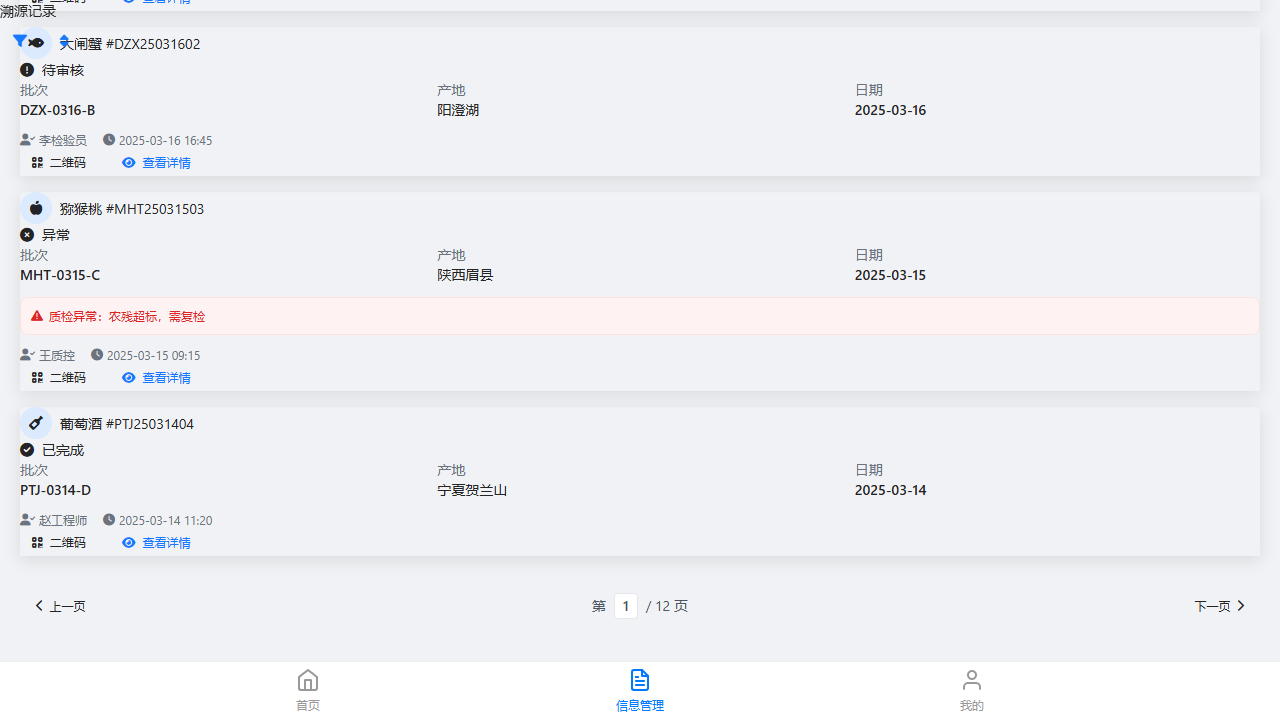 溯源记录
大闸蟹 #DZX25031602
待审核
批次 产地 日期
DZX-0316-B 阳澄湖 2025-03-16
李检验员 2025-03-16 16:45
二维码 查看详情
猕猴桃 #MHT25031503
异常
批次 产地 日期
MHT-0315-C 陕西眉县 2025-03-15
质检异常：农残超标，需复检
王质控 2025-03-15 09:15
二维码 查看详情
葡萄酒 #PTJ25031404
已完成
批次 产地 日期
PTJ-0314-D 宁夏贺兰山 2025-03-14
赵工程师 2025-03-14 11:20
二维码 查看详情
上一页 第 1 / 12 页 下一页
首页 信息管理 我的